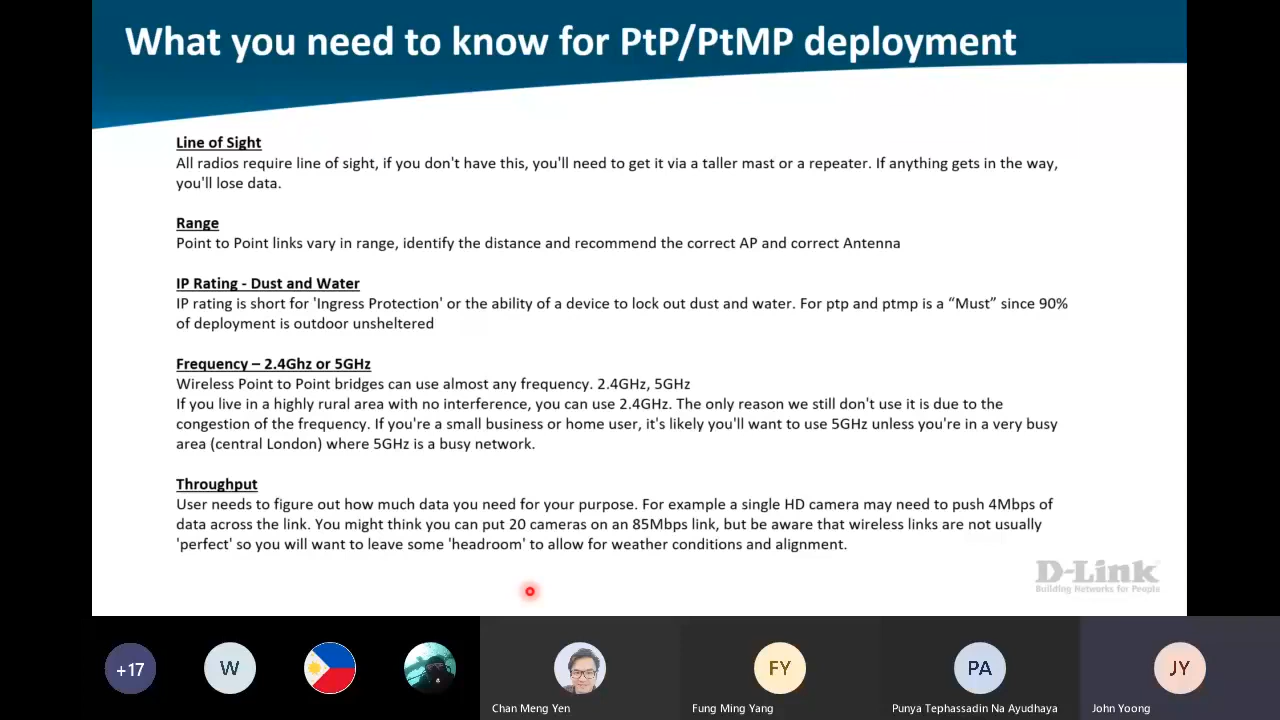 What you need to know for PtP/PtMP deployment
Line of Sight
All radios require line of sight, if you don't have this, you'll need to get it via a taller mast or a repeater. If anything gets in the way,
you'll lose data.
Range
Point to Point links vary in range, identify the distance and recommend the correct AP and correct Antenna
IP Rating - Dust and Water
IP rating is short for 'Ingress Protection' or the ability of a device to lock out dust and water. For ptp and ptmp is a “Must” since 90%
of deployment is outdoor unsheltered
Frequency – 2.4Ghz or 5GHz
Wireless Point to Point bridges can use almost any frequency. 2.4GHz, 5GHz
If you live in a highly rural area with no interference, you can use 2.4GHz. The only reason we still don't use it is due to the
congestion of the frequency. If you're a small business or home user, it's likely you'll want to use 5GHz unless you're in a very busy
area (central London) where 5GHz is a busy network.
Throughput
User needs to figure out how much data you need for your purpose. For example a single HD camera may need to push 4Mbps of
data across the link. You might think you can put 20 cameras on an 85Mbps link, but be aware that wireless links are not usually
'perfect' so you will want to leave some 'headroom' to allow for weather conditions and alignment.
D-Link
Building Networks for People
+17
W
FY
PA
JY
Chan Meng Yen
Fung Ming Yang
Punya Tephassadin Na Ayudhaya
John Yoong